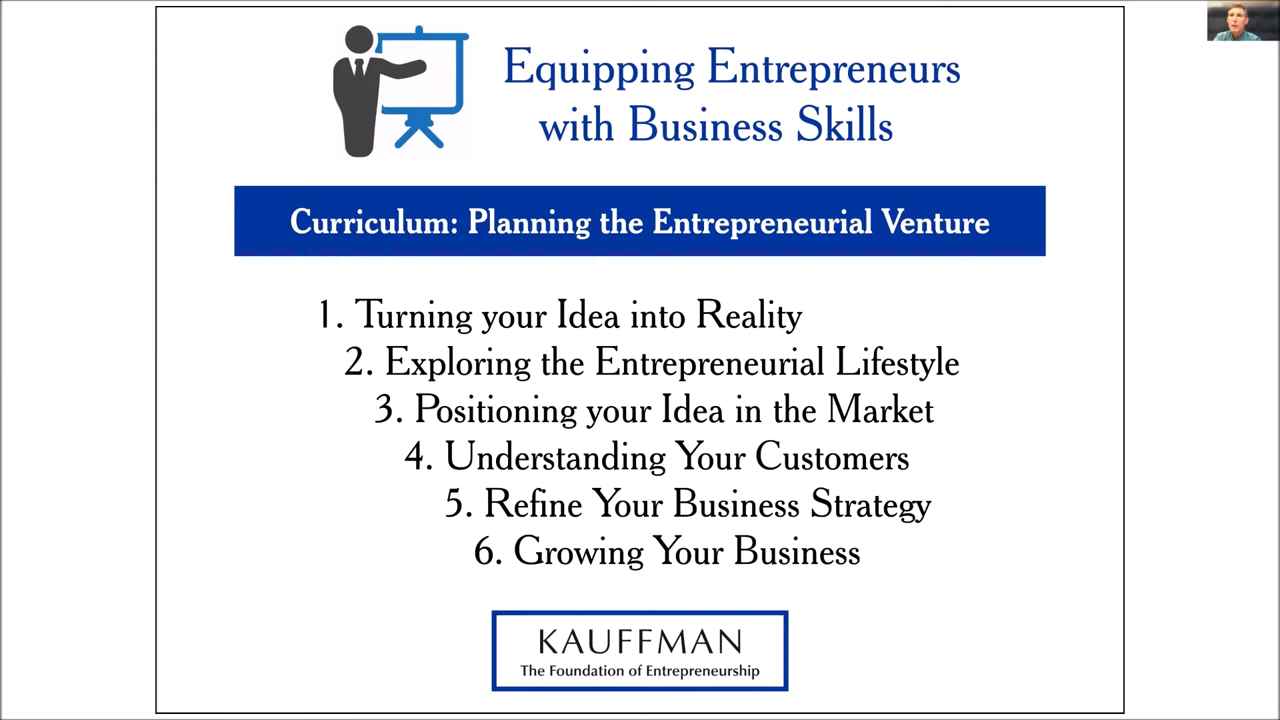 Equipping Entrepreneurs
with Business Skills
Curriculum: Planning the Entrepreneurial Venture
1. Turning your Idea into Reality
2. Exploring the Entrepreneurial Lifestyle
3. Positioning your Idea in the Market
4. Understanding Your Customers
5. Refine Your Business Strategy
6. Growing Your Business
KAUFFMAN
The Foundation of Entrepreneurship